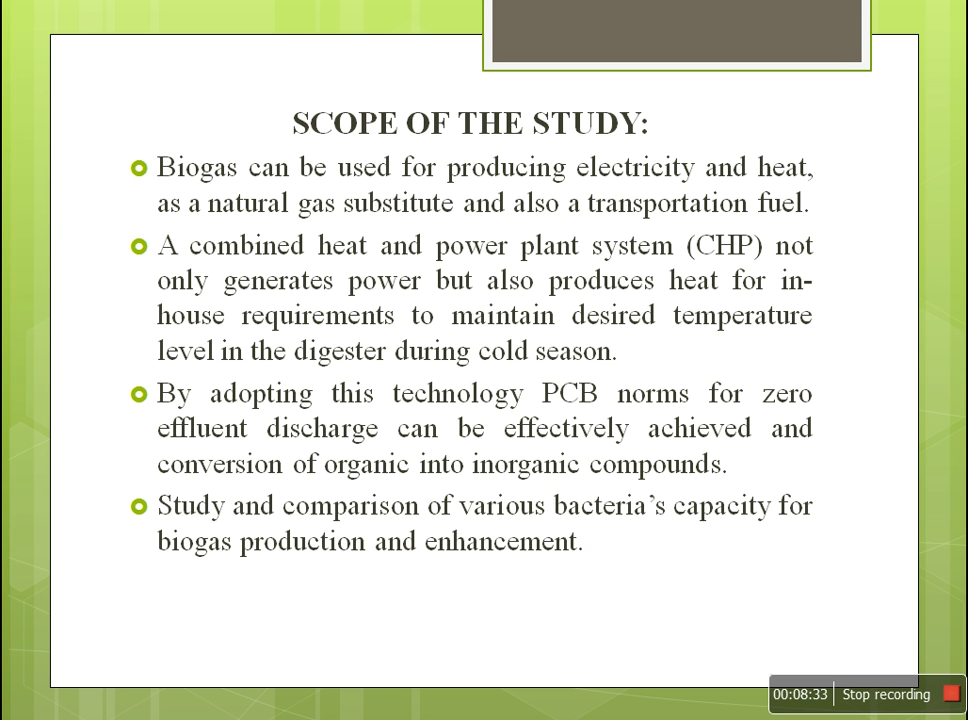 SCOPE OF THE STUDY:
Biogas can be used for producing electricity and heat,
as a natural gas substitute and also a transportation fuel.
A combined heat and power plant system (CHP) not
only generates power but also produces heat for in-
house requirements to maintain desired temperature
level in the digester during cold season.
By adopting this technology PCB norms for zero
effluent discharge can be effectively achieved and
conversion of organic into inorganic compounds.
Study and comparison of various bacteria’s capacity for
biogas production and enhancement.
00:08:33 Stop recording